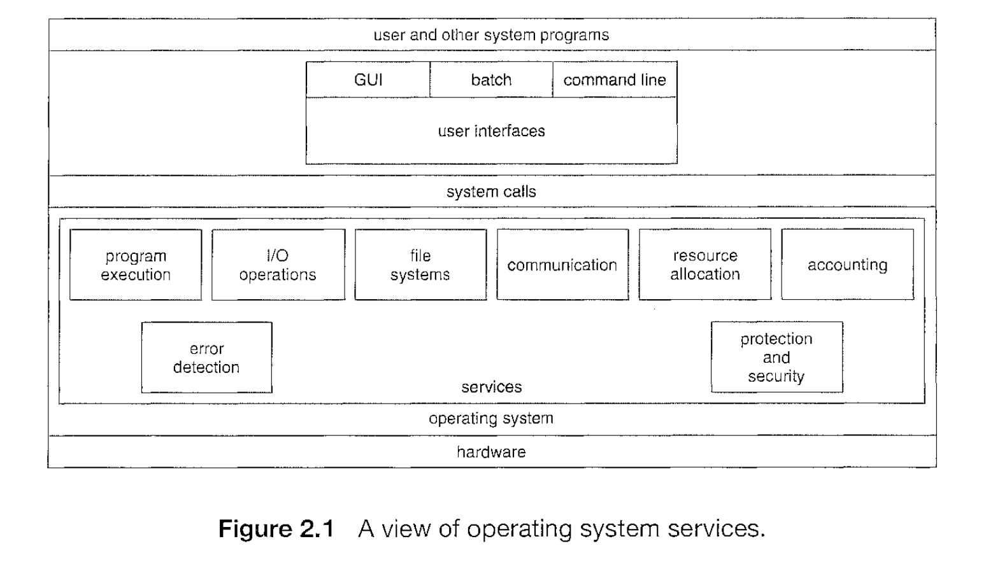 user and other system programs
GUI
batch
command line
user interfaces
system calls
program
execution
I/O
operations
file
systems
communication
resource
allocation
accounting
error
detection
protection
and
security
services
operating system
hardware
Figure 2.1 A view of operating system services.